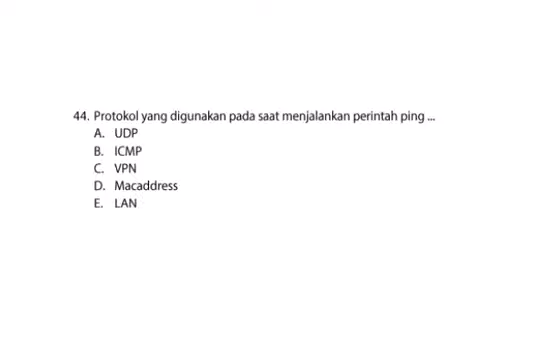 44. Protokol yang digunakan pada saat menjalankan perintah ping ...
A. UDP
B. ICMP
C. VPN
D. Macaddress
E. LAN